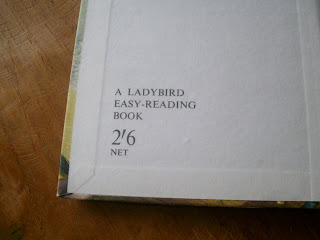 A LADYBIRD
EASY-READING
BOOK
2/6
NET